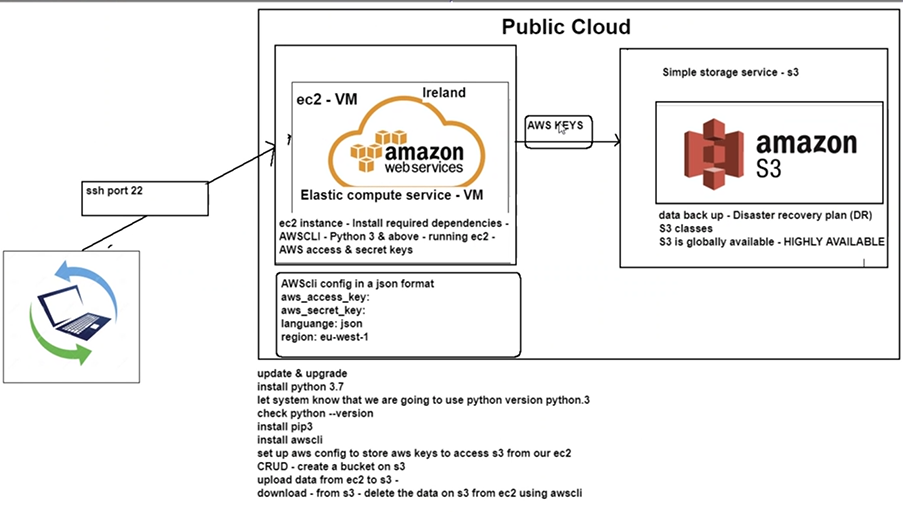 Public Cloud
ec2 - VM
Ireland
amazon
web services
Elastic compute service - VM
ec2 instance - Install required dependencies -
AWSCLI - Python 3 & above - running ec2 -
AWS access & secret keys
AWS KEYS
Simple storage service - s3
amazon
S3
data back up - Disaster recovery plan (DR)
S3 classes
S3 is globally available - HIGHLY AVAILABLE
ssh port 22
AWScli config in a json format
aws_access_key:
aws_secret_key:
languange: json
region: eu-west-1
update & upgrade
install python 3.7
let system know that we are going to use python version python.3
check python --version
install pip3
install awscli
set up aws config to store aws keys to access s3 from our ec2
CRUD - create a bucket on s3
upload data from ec2 to s3 -
download - from s3 - delete the data on s3 from ec2 using awscli